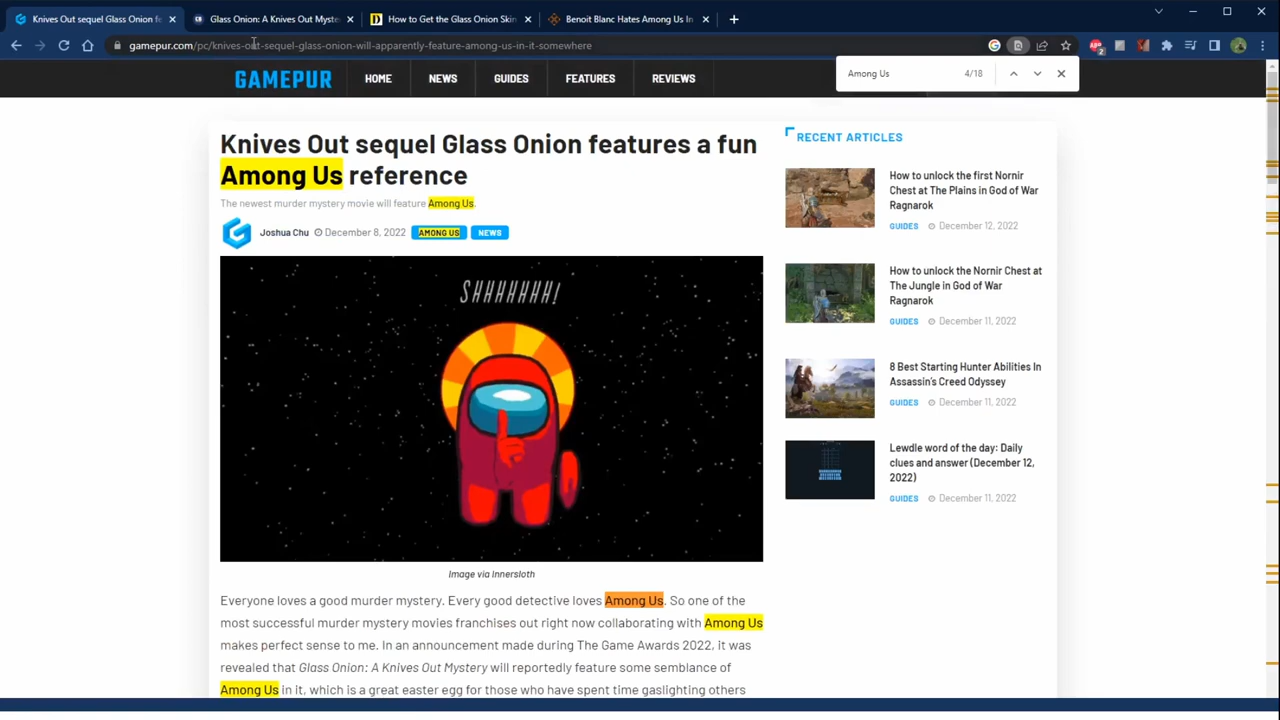 Knives Out sequel Glass Onion fe
Glass Onion: A Knives Out Myste
How to Get the Glass Onion Skin
Benoit Blanc Hates Among Us In
gamepur.com/pc/knives-out-sequel-glass-onion-will-apparently-feature-among-us-in-it-somewhere
Among Us 4/18
GAMEPUR HOME NEWS GUIDES FEATURES REVIEWS
Knives Out sequel Glass Onion features a fun
Among Us reference
The newest murder mystery movie will feature Among Us.
Joshua Chu December 8, 2022 AMONG US NEWS
SHHHHHHH!
Image via Innersloth
Everyone loves a good murder mystery. Every good detective loves Among Us. So one of the
most successful murder mystery movies franchises out right now collaborating with Among Us
makes perfect sense to me. In an announcement made during The Game Awards 2022, it was
revealed that Glass Onion: A Knives Out Mystery will reportedly feature some semblance of
Among Us in it, which is a great easter egg for those who have spent time gaslighting others
RECENT ARTICLES
How to unlock the first Nornir
Chest at The Plains in God of War
Ragnarok
GUIDES December 12, 2022
How to unlock the Nornir Chest at
The Jungle in God of War
Ragnarok
GUIDES December 11, 2022
8 Best Starting Hunter Abilities In
Assassin's Creed Odyssey
GUIDES December 11, 2022
Lewdle word of the day: Daily
clues and answer (December 12,
2022)
GUIDES December 11, 2022